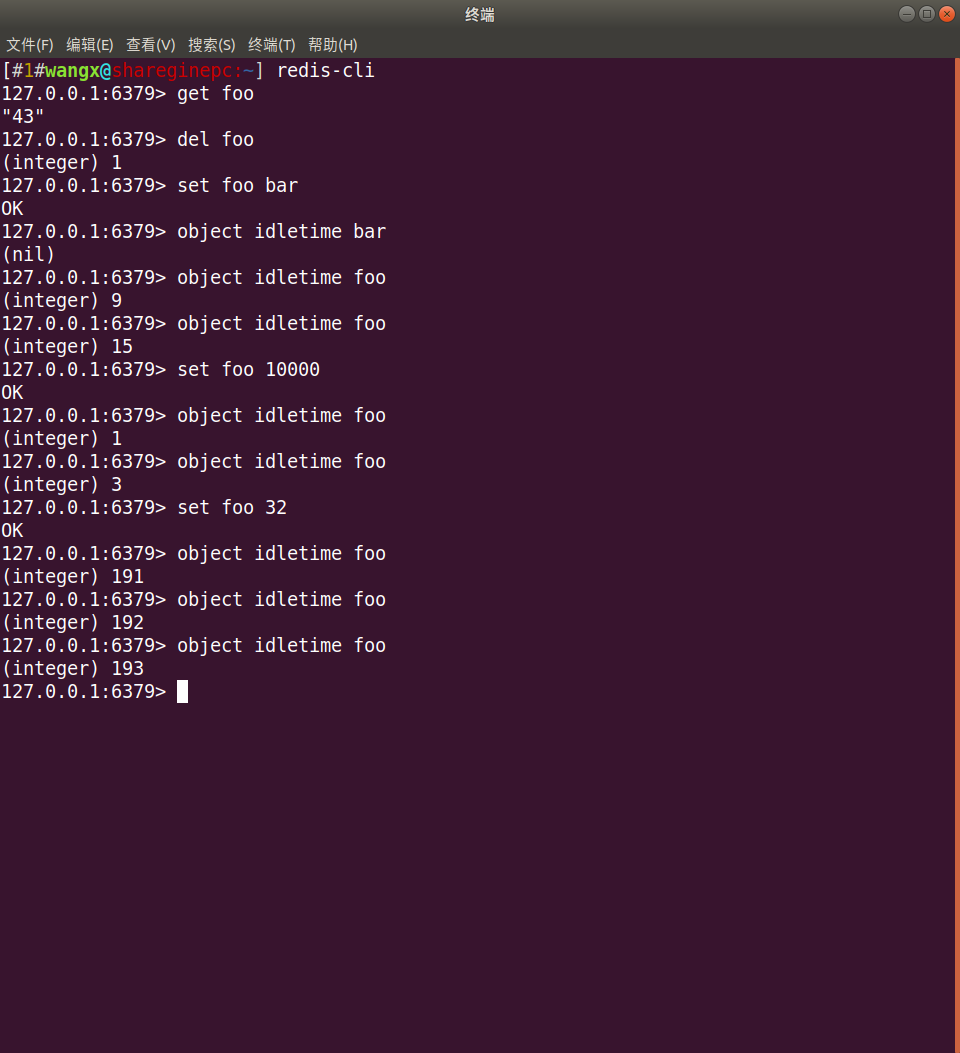 终端
文件(F) 编辑(E) 查看(V) 搜索(S) 终端(T) 帮助(H)
[#1#wangx@shareginepc:~] redis-cli
127.0.0.1:6379> get foo
"43"
127.0.0.1:6379> del foo
(integer) 1
127.0.0.1:6379> set foo bar
OK
127.0.0.1:6379> object idletime bar
(nil)
127.0.0.1:6379> object idletime foo
(integer) 9
127.0.0.1:6379> object idletime foo
(integer) 15
127.0.0.1:6379> set foo 10000
OK
127.0.0.1:6379> object idletime foo
(integer) 1
127.0.0.1:6379> object idletime foo
(integer) 3
127.0.0.1:6379> set foo 32
OK
127.0.0.1:6379> object idletime foo
(integer) 191
127.0.0.1:6379> object idletime foo
(integer) 192
127.0.0.1:6379> object idletime foo
(integer) 193
127.0.0.1:6379>